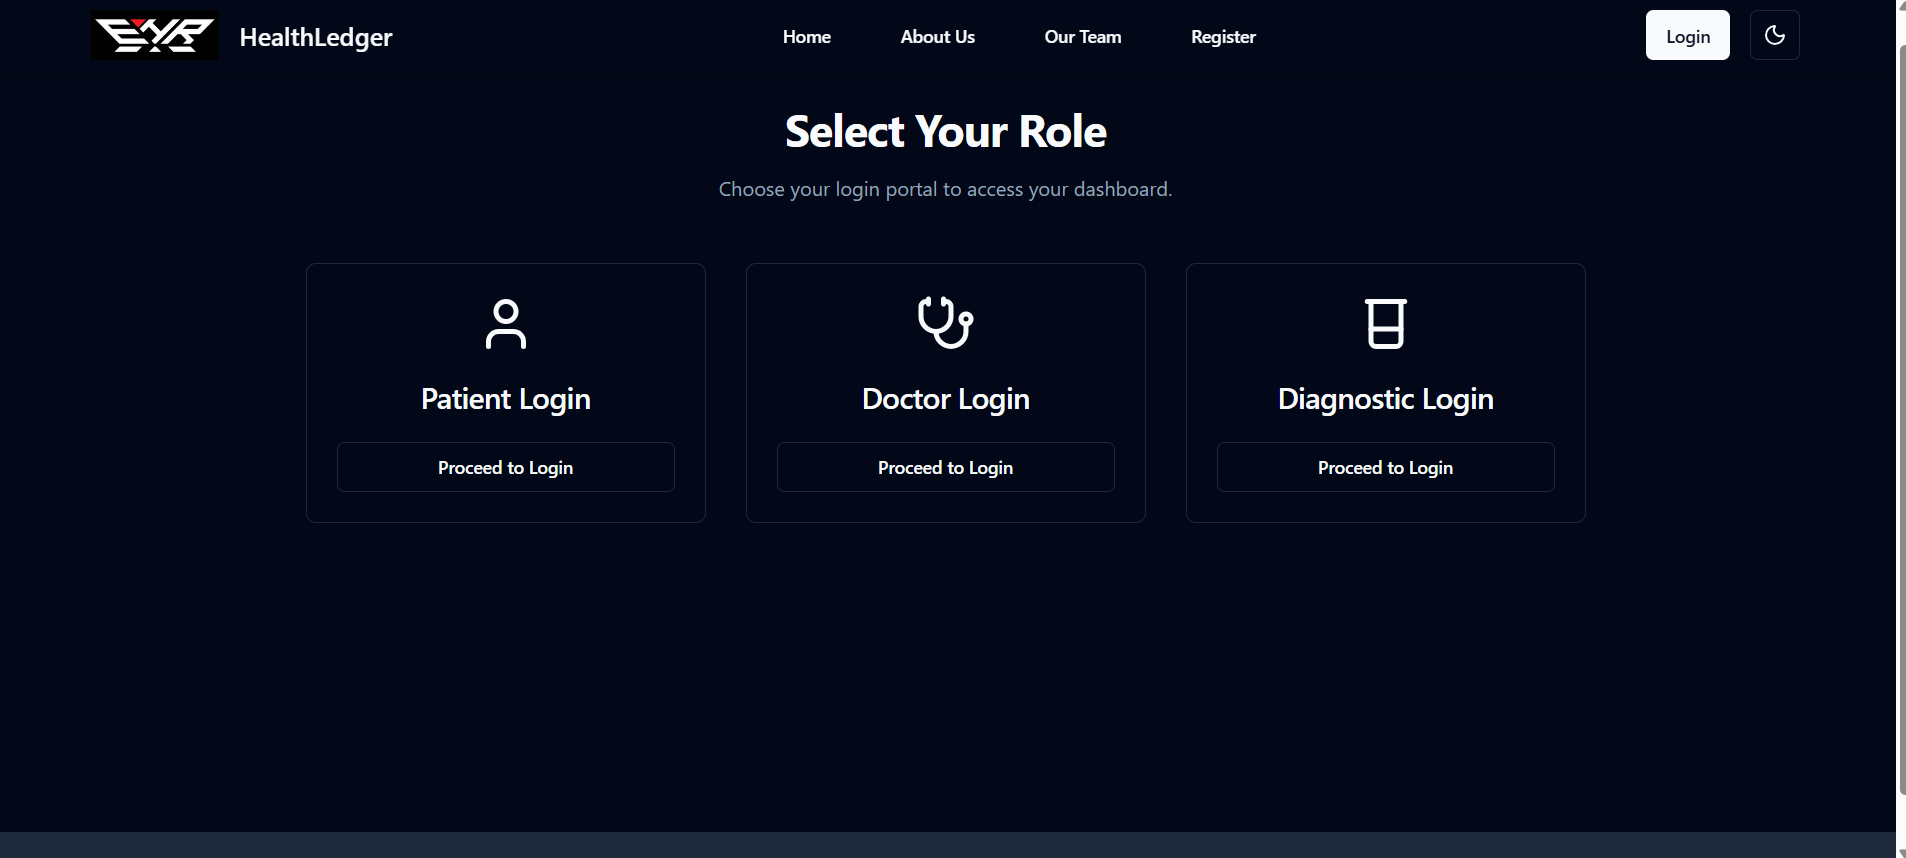 HealthLedger
Home
About Us
Our Team
Register
Login
Select Your Role
Choose your login portal to access your dashboard.
Patient Login
Proceed to Login
Doctor Login
Proceed to Login
Diagnostic Login
Proceed to Login